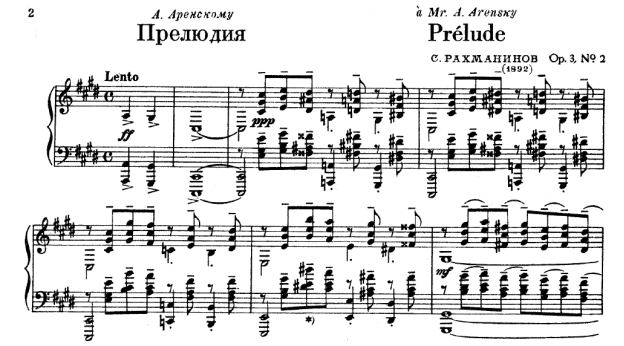 2
А. Аренскому
à Mr. A. Arensky
Прелюдия
Prélude
С. РАХМАНИНОВ Op. 3, № 2
(1892)
Lento
ff
ppp
*)
mf